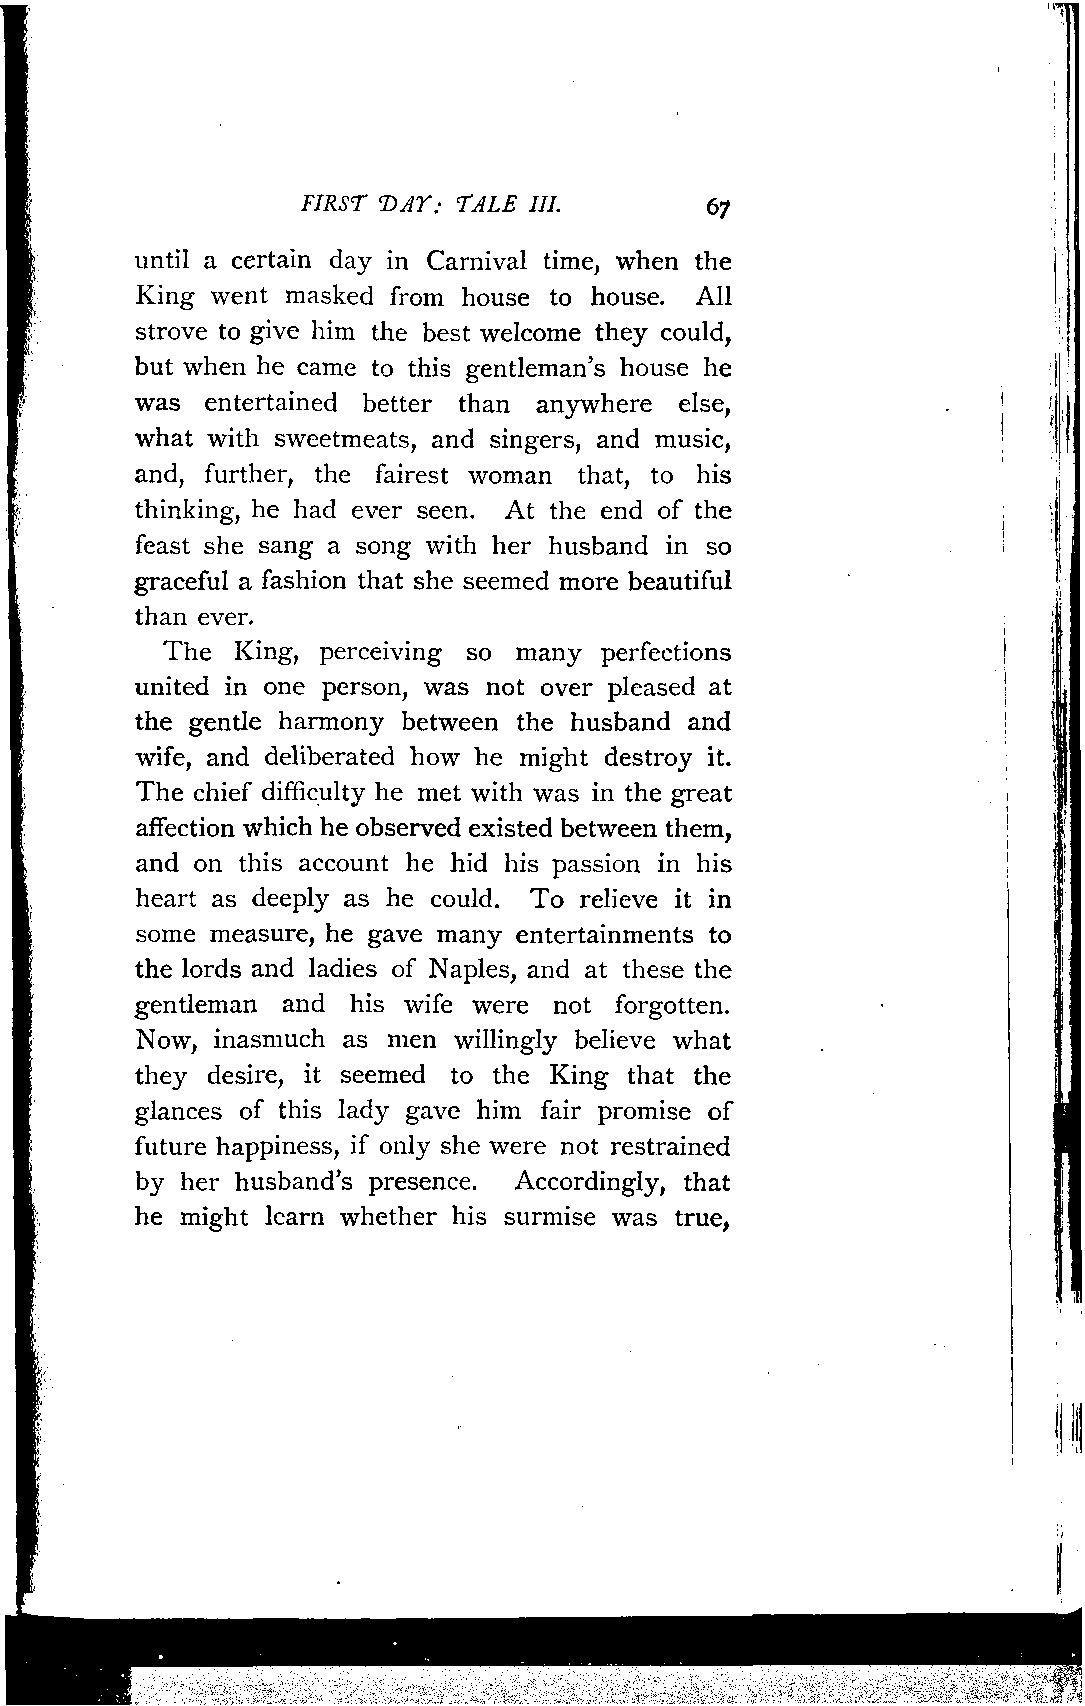 FIRST DAY: TALE III. 67
until a certain day in Carnival time, when the
King went masked from house to house. All
strove to give him the best welcome they could,
but when he came to this gentleman's house he
was entertained better than anywhere else,
what with sweetmeats, and singers, and music,
and, further, the fairest woman that, to his
thinking, he had ever seen. At the end of the
feast she sang a song with her husband in so
graceful a fashion that she seemed more beautiful
than ever.
The King, perceiving so many perfections
united in one person, was not over pleased at
the gentle harmony between the husband and
wife, and deliberated how he might destroy it.
The chief difficulty he met with was in the great
affection which he observed existed between them,
and on this account he hid his passion in his
heart as deeply as he could. To relieve it in
some measure, he gave many entertainments to
the lords and ladies of Naples, and at these the
gentleman and his wife were not forgotten.
Now, inasmuch as men willingly believe what
they desire, it seemed to the King that the
glances of this lady gave him fair promise of
future happiness, if only she were not restrained
by her husband's presence. Accordingly, that
he might learn whether his surmise was true,